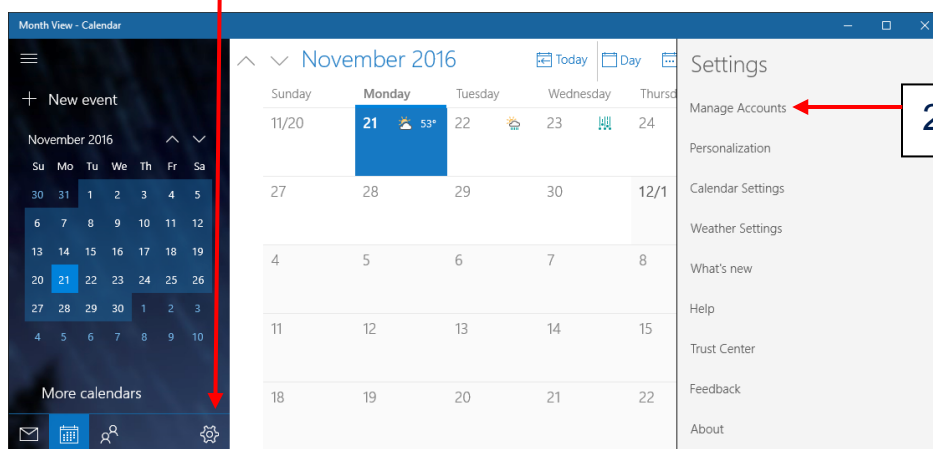 Month View - Calendar
New event
November 2016
Su Mo Tu We Th Fr Sa
30 31 1 2 3 4 5
6 7 8 9 10 11 12
13 14 15 16 17 18 19
20 21 22 23 24 25 26
27 28 29 30 1 2 3
4 5 6 7 8 9 10
More calendars
November 2016 Today Day
Sunday Monday Tuesday Wednesday Thursd
11/20 21 53° 22 23 24
27 28 29 30 12/1
4 5 6 7 8
11 12 13 14 15
18 19 20 21 22
Settings
Manage Accounts
2
Personalization
Calendar Settings
Weather Settings
What's new
Help
Trust Center
Feedback
About